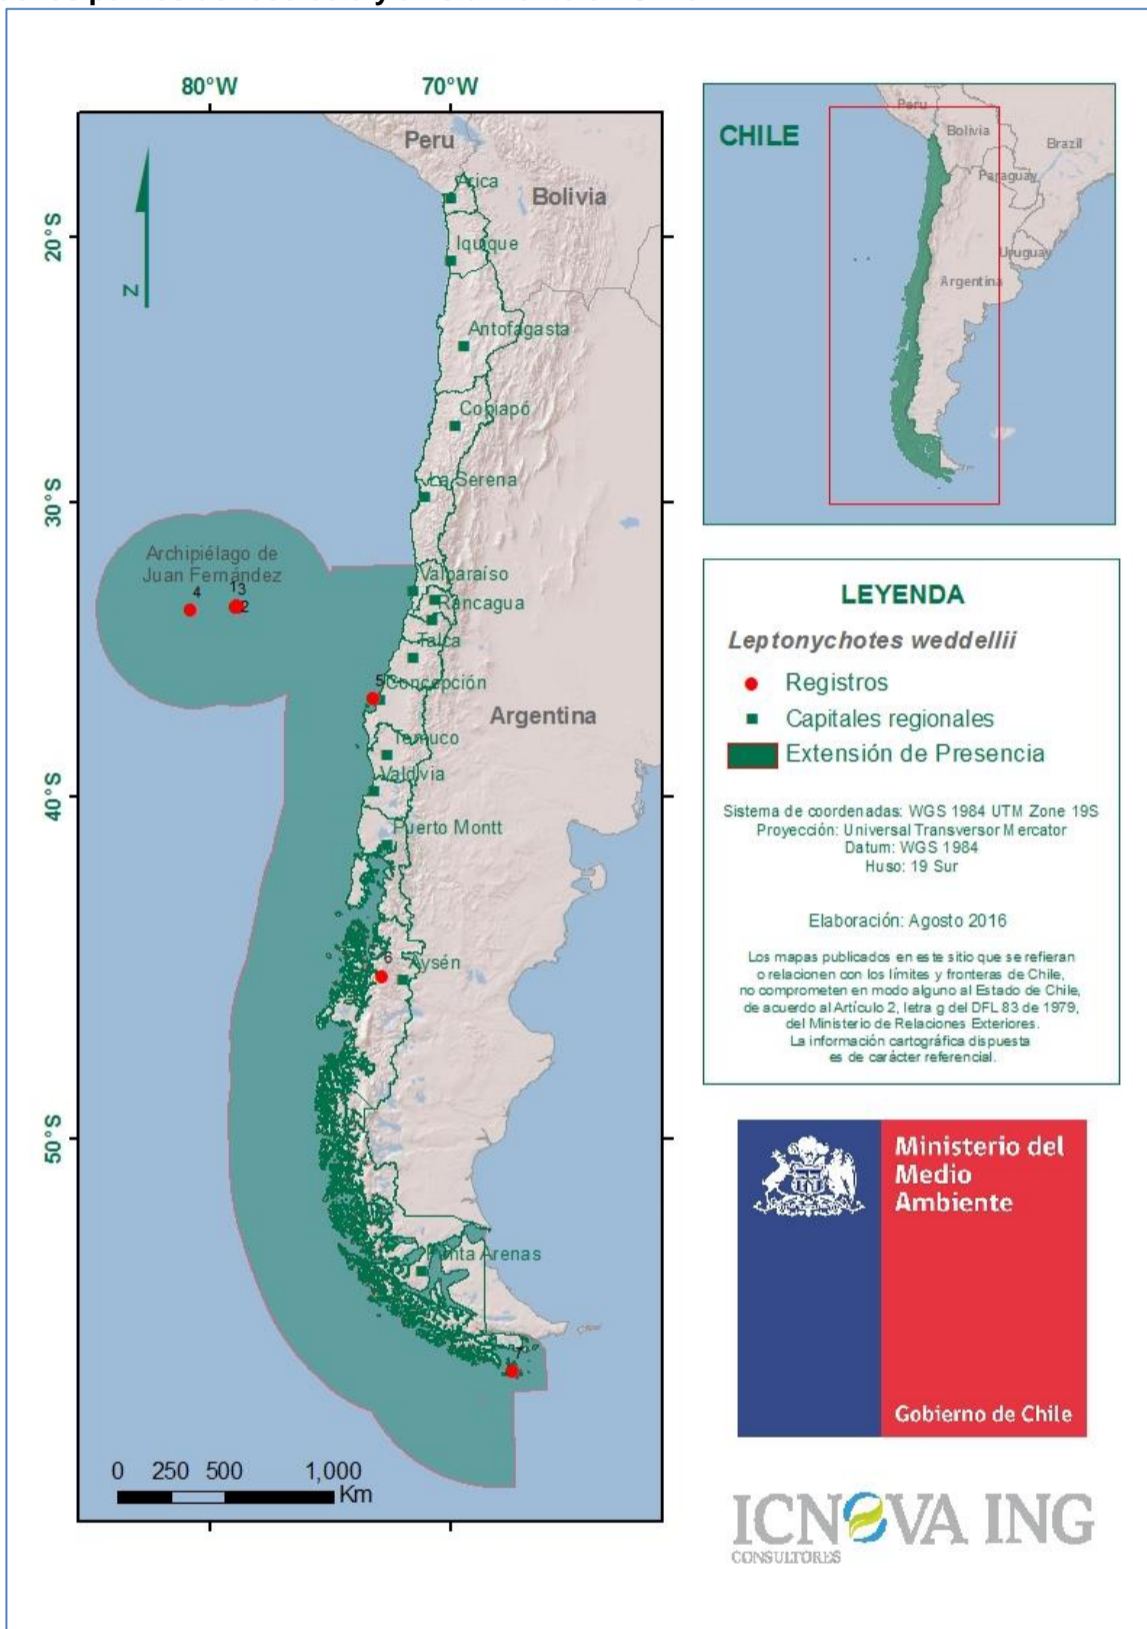 80°W
70°W
Peru
Arica
Bolivia
20°S
Iquique
N
Antofagasta
Copiapó
La Serena
30°S
Archipiélago de
Juan Fernández
4
13
2
Valparaíso
Rancagua
Talca
5
Concepción
Argentina
Temuco
Valdivia
40°S
Puerto Montt
6
Aysén
50°S
Punta Arenas
7
0 250 500 1,000
Km
CHILE
Peru
Bolivia
Brazil
Paraguay
Uruguay
Argentina
LEYENDA
Leptonychotes weddellii
Registros
Capitales regionales
Extensión de Presencia
Sistema de coordenadas: WGS 1984 UTM Zone 19S
Proyección: Universal Transversor Mercator
Datum: WGS 1984
Huso: 19 Sur
Elaboración: Agosto 2016
Los mapas publicados en este sitio que se refieran
o relacionen con los límites y fronteras de Chile,
no comprometen en modo alguno al Estado de Chile,
de acuerdo al Artículo 2, letra g del DFL 83 de 1979,
del Ministerio de Relaciones Exteriores.
La información cartográfica dispuesta
es de carácter referencial.
Ministerio del
Medio
Ambiente
Gobierno de Chile
ICNOVA ING
CONSULTORES